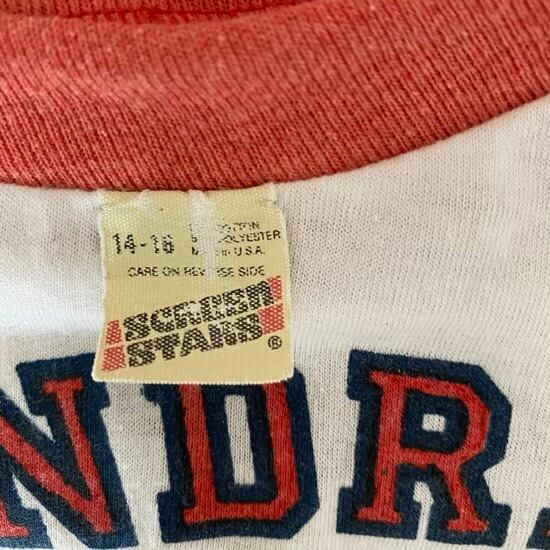 14-16
COTTON
POLYESTER
U.S.A.
CARE ON REVERSE SIDE
SCREEN
STARS ®
NDR